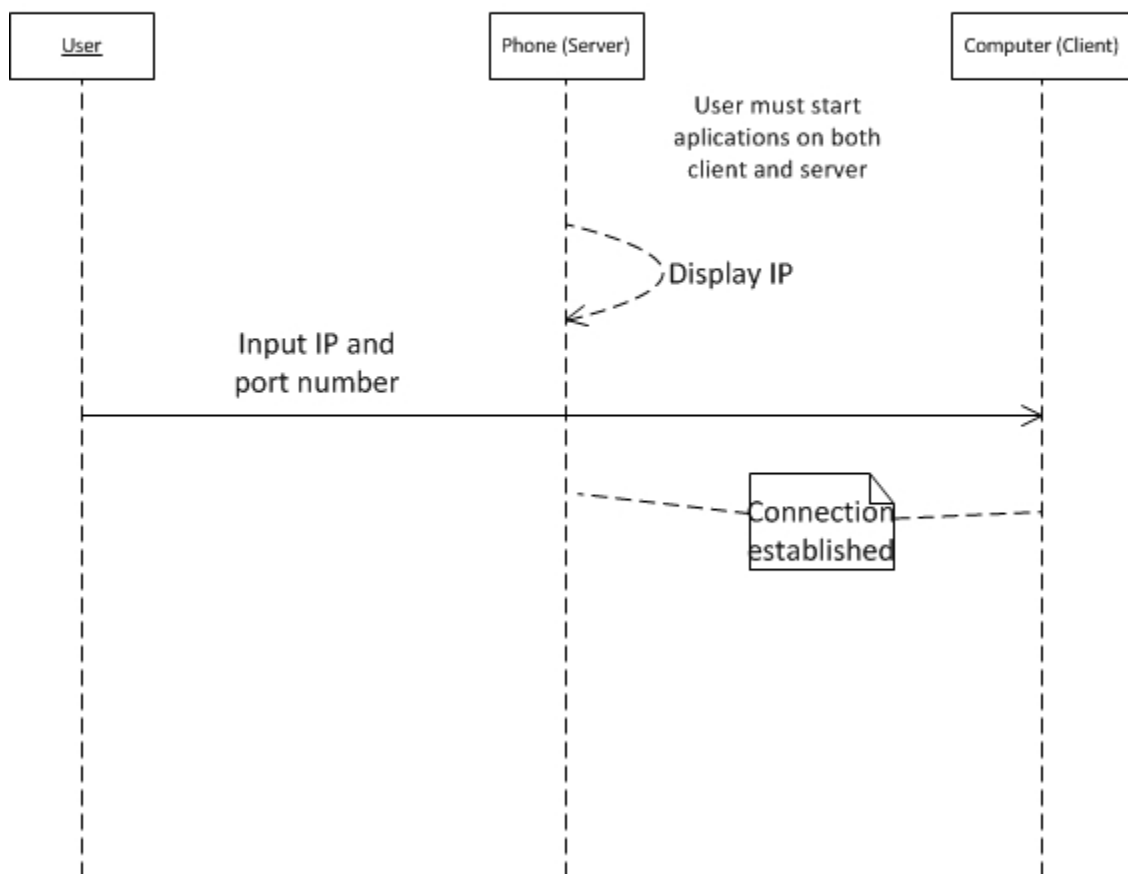 User
Phone (Server)
Computer (Client)
User must start
aplications on both
client and server
Display IP
Input IP and
port number
Connection
established